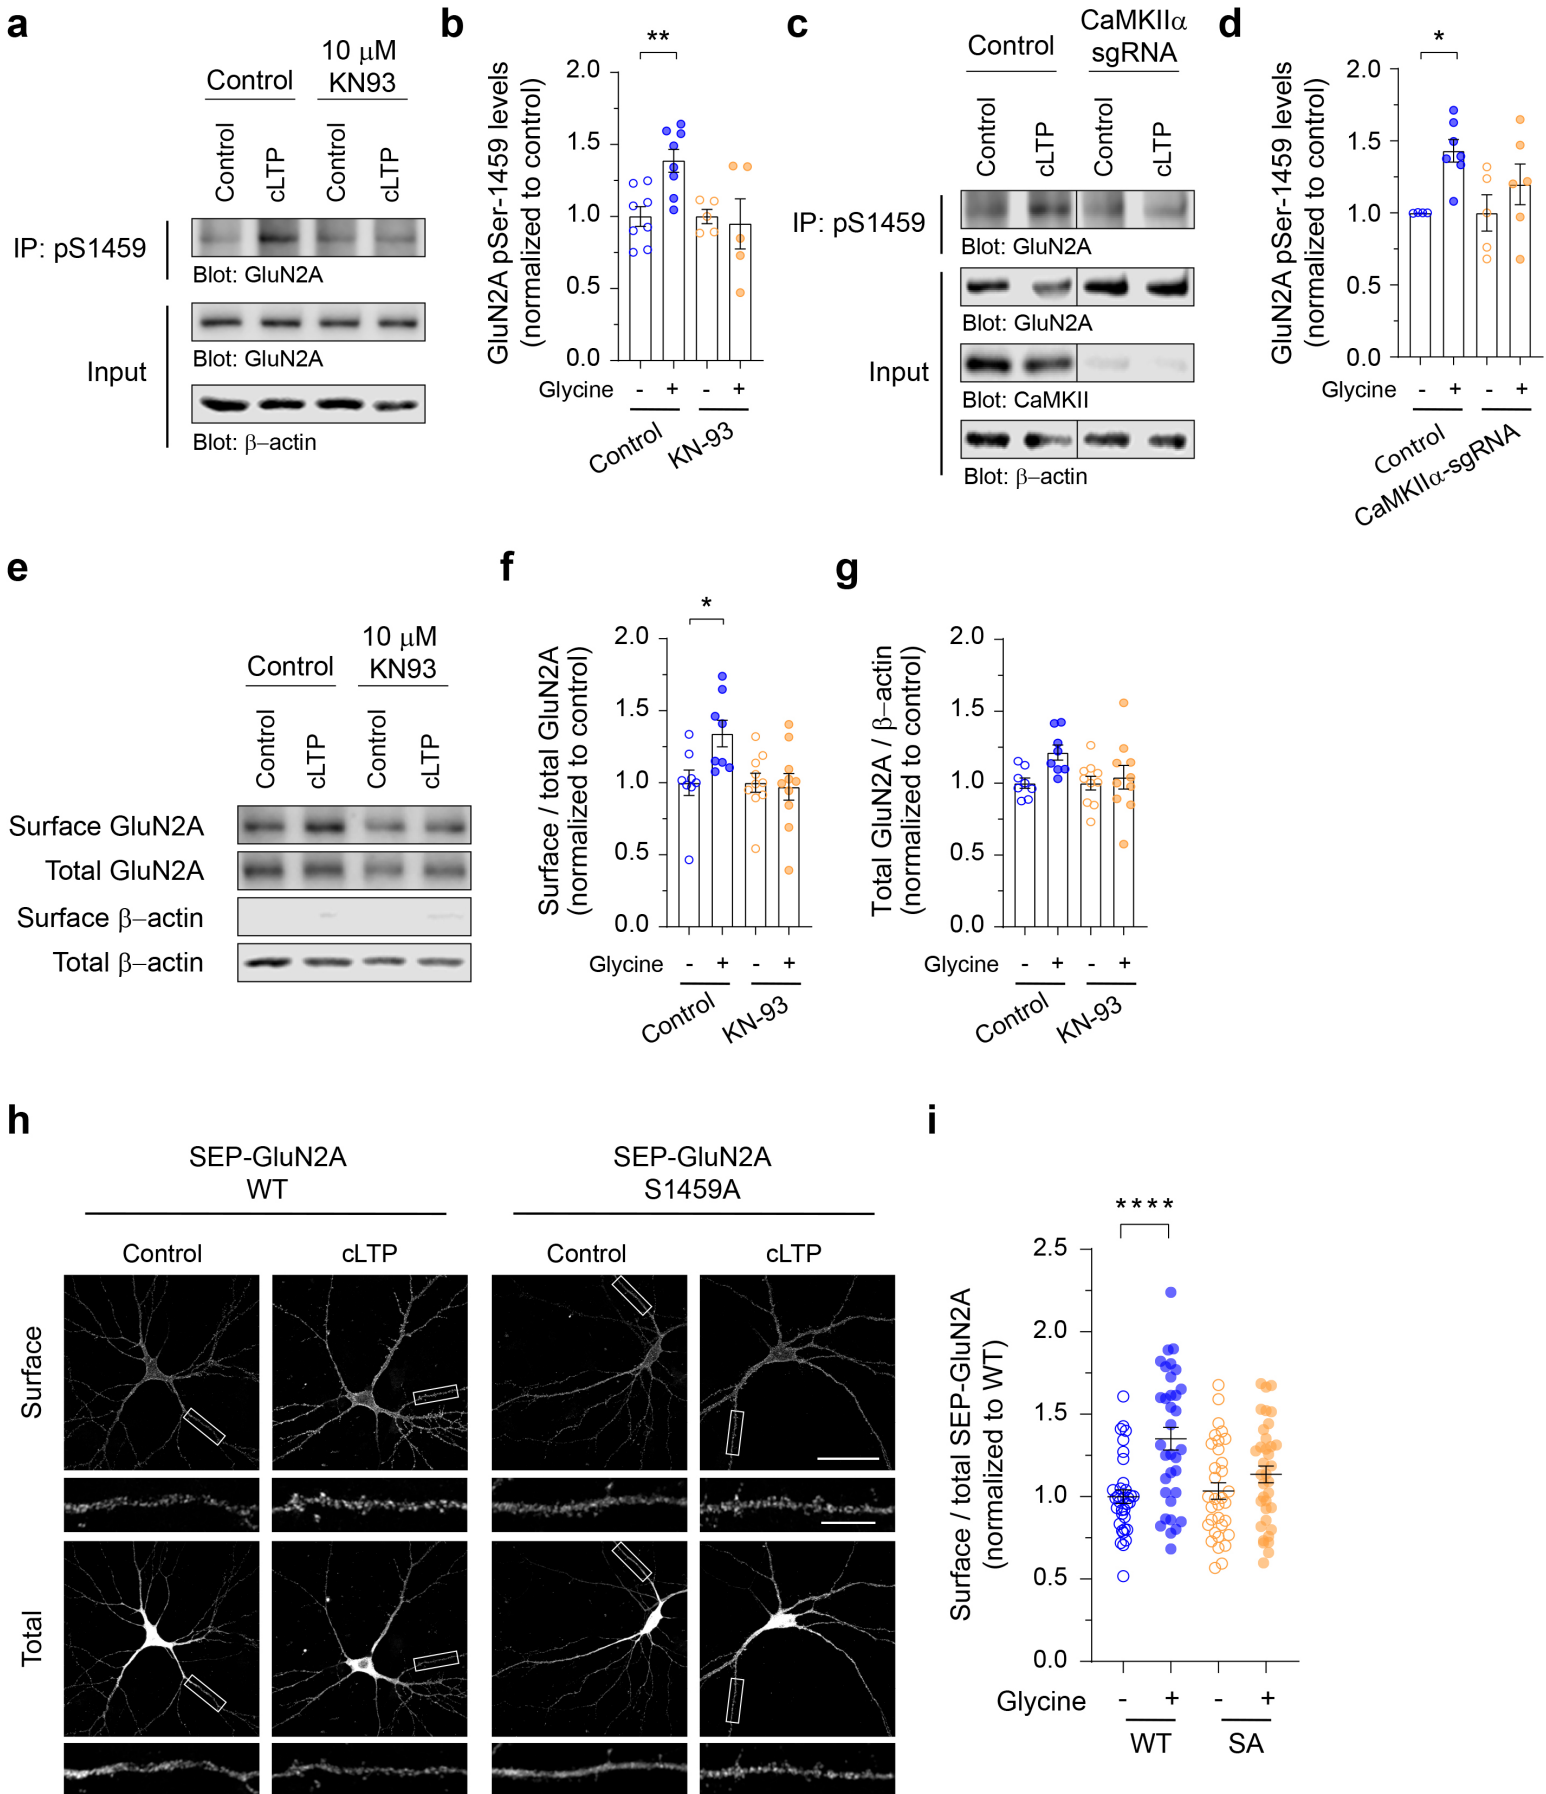 a
Control
10 μM
KN93
Control
cLTP
Control
cLTP
IP: pS1459
Blot: GluN2A
Input
Blot: GluN2A
Blot: β–actin
b
**
GluN2A pSer-1459 levels
(normalized to control)
2.0
1.5
1.0
0.5
0.0
Glycine
-
+
-
+
Control
KN-93
c
Control
CaMKIIα
sgRNA
Control
cLTP
Control
cLTP
IP: pS1459
Blot: GluN2A
Input
Blot: GluN2A
Blot: CaMKII
Blot: β–actin
d
*
GluN2A pSer-1459 levels
(normalized to control)
2.0
1.5
1.0
0.5
0.0
Glycine
-
+
-
+
Control
CaMKIIα-sgRNA
e
Control
10 μM
KN93
Control
cLTP
Control
cLTP
Surface GluN2A
Total GluN2A
Surface β–actin
Total β–actin
f
*
Surface / total GluN2A
(normalized to control)
2.0
1.5
1.0
0.5
0.0
Glycine
-
+
-
+
Control
KN-93
g
Total GluN2A / β–actin
(normalized to control)
2.0
1.5
1.0
0.5
0.0
Glycine
-
+
-
+
Control
KN-93
h
SEP-GluN2A
WT
SEP-GluN2A
S1459A
Control
cLTP
Control
cLTP
Surface
Total
i
****
Surface / total SEP-GluN2A
(normalized to WT)
2.5
2.0
1.5
1.0
0.5
0.0
Glycine
-
+
-
+
WT
SA